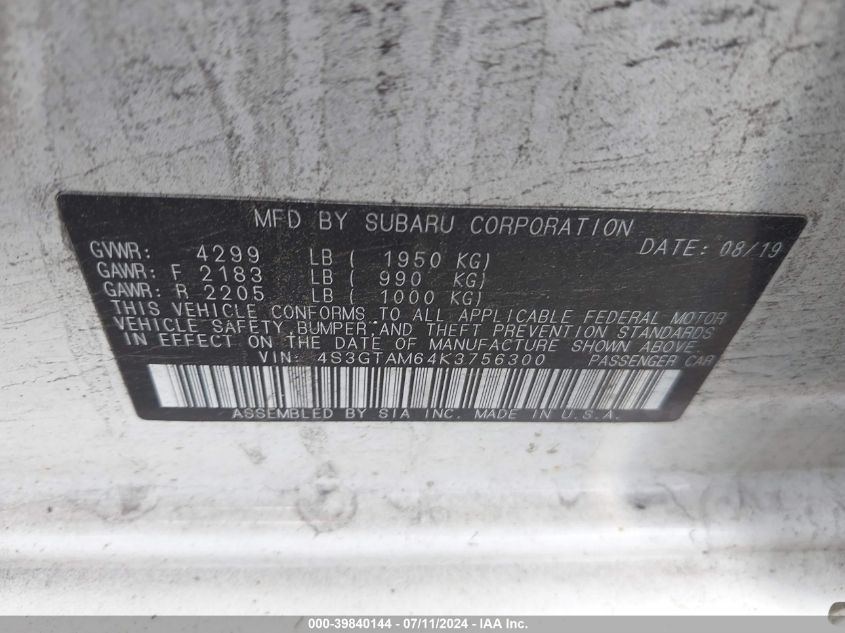 MFD BY SUBARU CORPORATION
DATE: 08/19
GVWR: 4299 LB ( 1950 KG)
GAWR: F 2183 LB ( 990 KG)
GAWR: R 2205 LB ( 1000 KG)
THIS VEHICLE CONFORMS TO ALL APPLICABLE FEDERAL MOTOR
VEHICLE SAFETY, BUMPER, AND THEFT PREVENTION STANDARDS
IN EFFECT ON THE DATE OF MANUFACTURE SHOWN ABOVE.
VIN: 4S3GTAM64K3756300 PASSENGER CAR
ASSEMBLED BY SIA INC. MADE IN U.S.A.
000-39840144 - 07/11/2024 - IAA Inc.